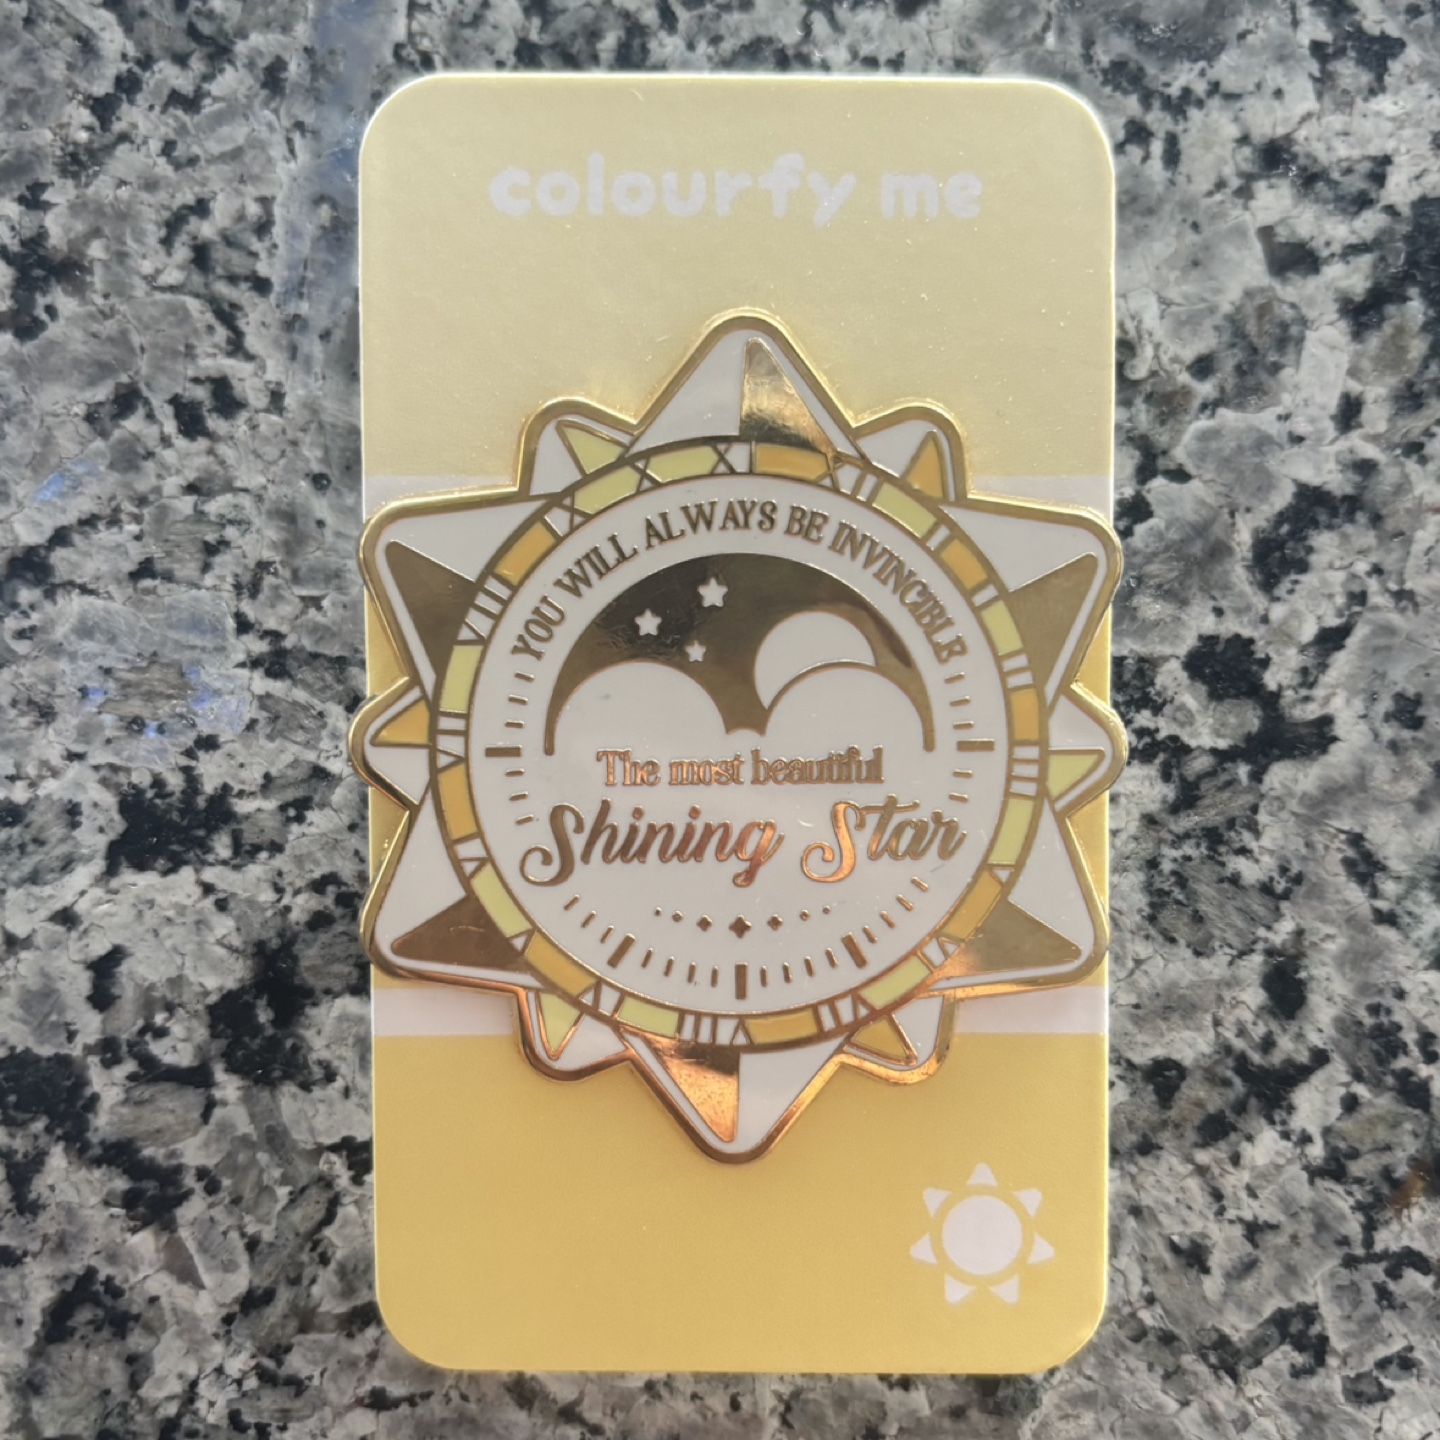 colourfy me
YOU WILL ALWAYS BE INVINCIBLE
The most beautiful
Shining Star